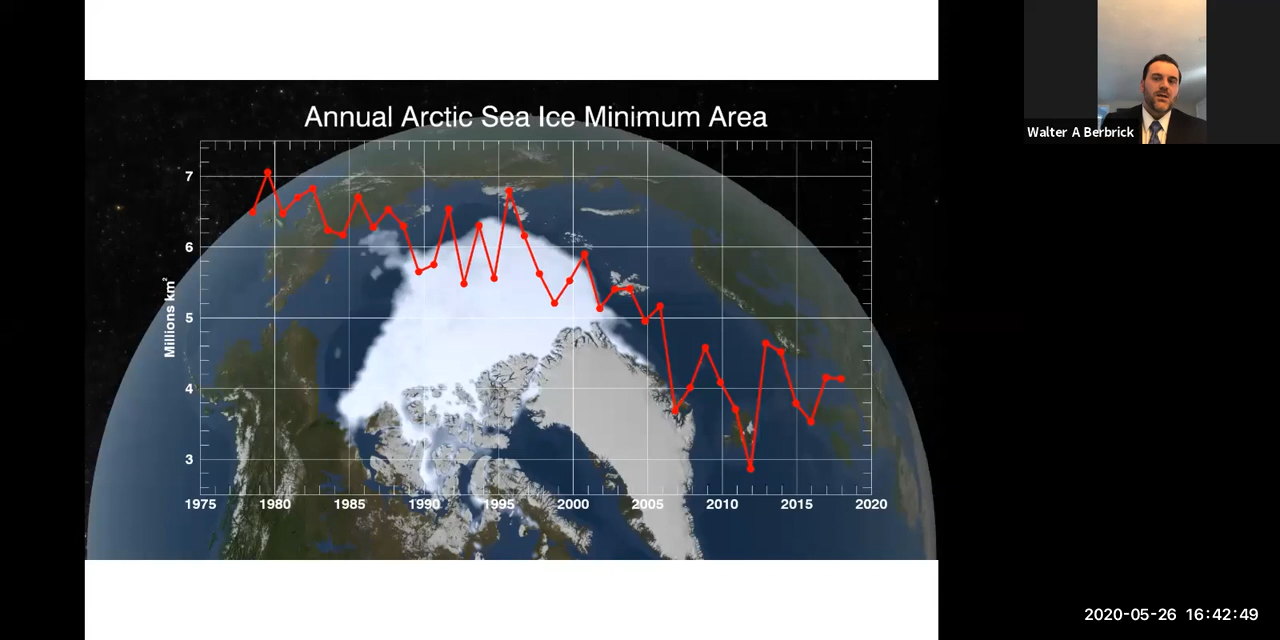 Annual Arctic Sea Ice Minimum Area
Walter A Berbrick
7
6
5
4
3
Millions km²
1975 1980 1985 1990 1995 2000 2005 2010 2015 2020
2020-05-26 16:42:49